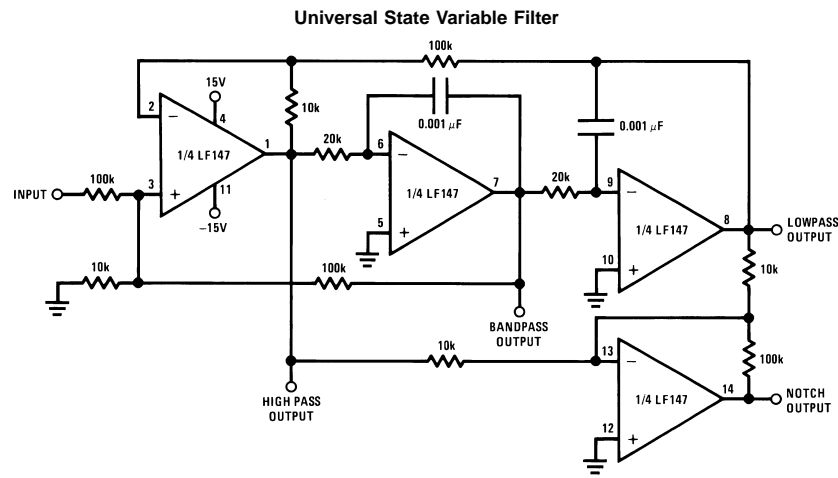 Universal State Variable Filter
100k
15V
2
−
4
10k
0.001 µF
0.001 µF
1/4 LF147
1
20k
6
−
INPUT
100k
3
+
11
1/4 LF147
7
20k
9
−
−15V
5
+
1/4 LF147
8
LOWPASS
OUTPUT
10k
100k
10
+
10k
BANDPASS
OUTPUT
10k
13
−
100k
HIGH PASS
OUTPUT
1/4 LF147
14
NOTCH
OUTPUT
12
+